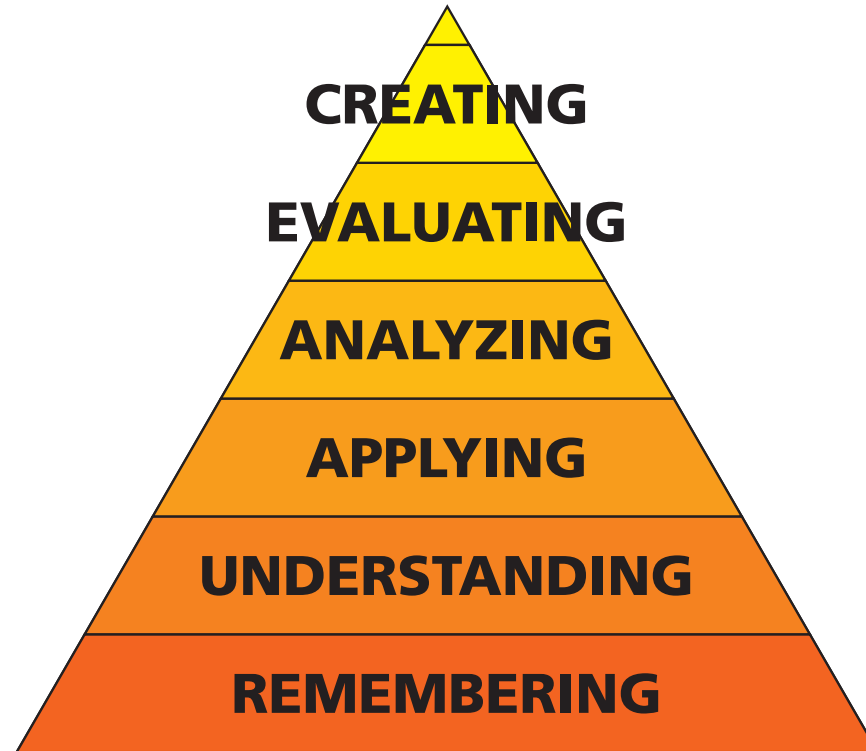 CREATING
EVALUATING
ANALYZING
APPLYING
UNDERSTANDING
REMEMBERING